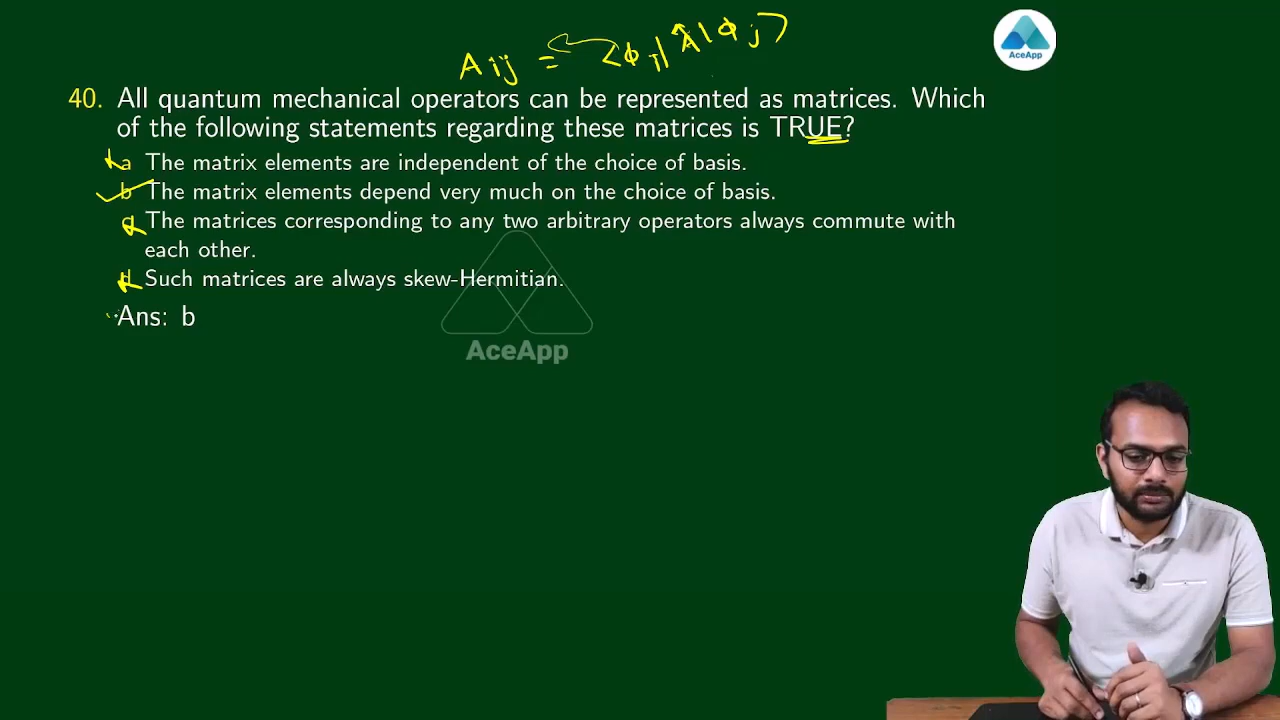 A ij = <Φi| Â |Φj>
AceApp
40. All quantum mechanical operators can be represented as matrices. Which
of the following statements regarding these matrices is TRUE?
a The matrix elements are independent of the choice of basis.
b The matrix elements depend very much on the choice of basis.
c The matrices corresponding to any two arbitrary operators always commute with
each other.
d Such matrices are always skew-Hermitian.
Ans: b
AceApp